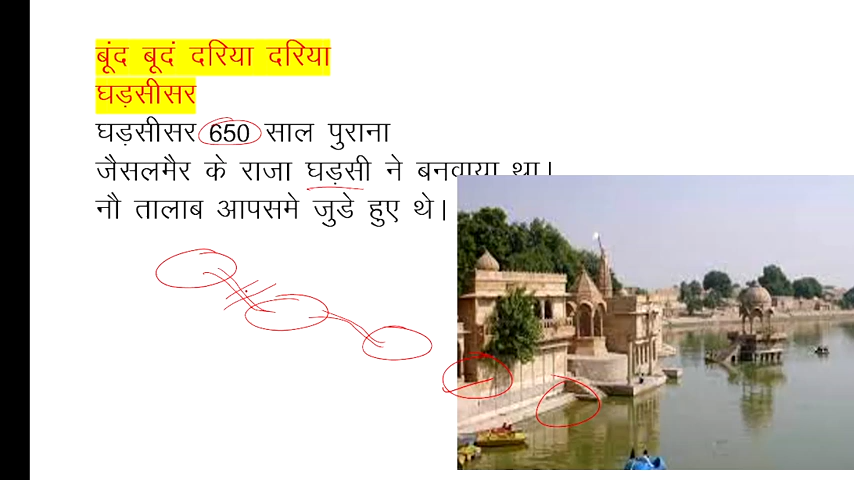 बूंद बूदं दरिया दरिया
घड़सीसर
घड़सीसर 650 साल पुराना
जैसलमैर के राजा घड़सी ने बनवाया था।
नौ तालाब आपसमे जुडे हुए थे।